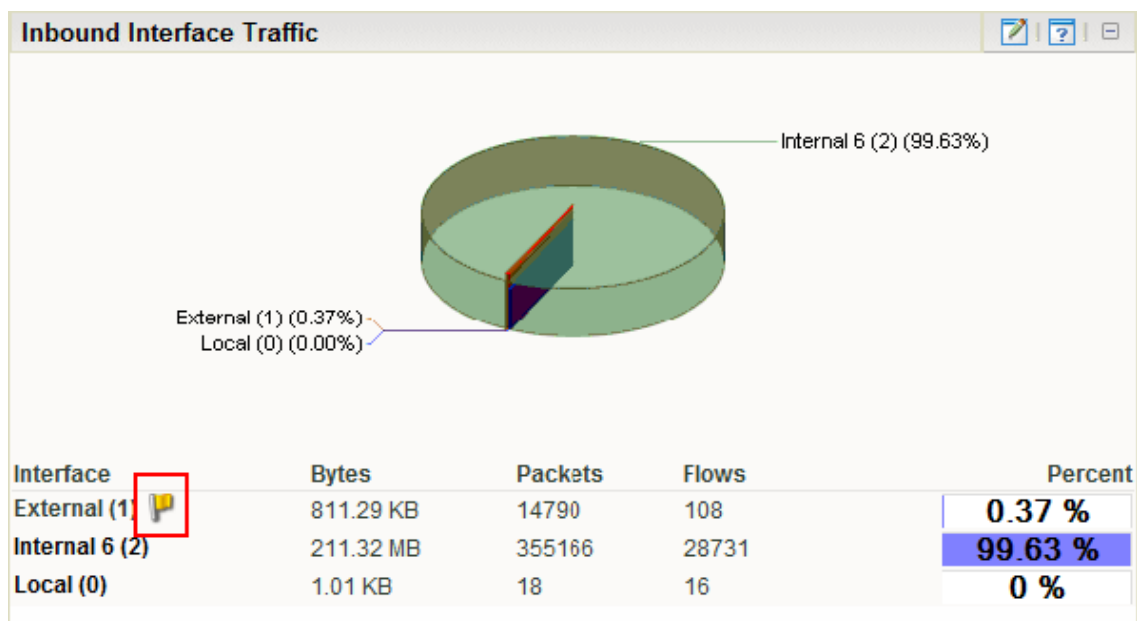 Inbound Interface Traffic
Internal 6 (2) (99.63%)
External (1) (0.37%)
Local (0) (0.00%)
Interface Bytes Packets Flows Percent
External (1) 811.29 KB 14790 108 0.37 %
Internal 6 (2) 211.32 MB 355166 28731 99.63 %
Local (0) 1.01 KB 18 16 0 %